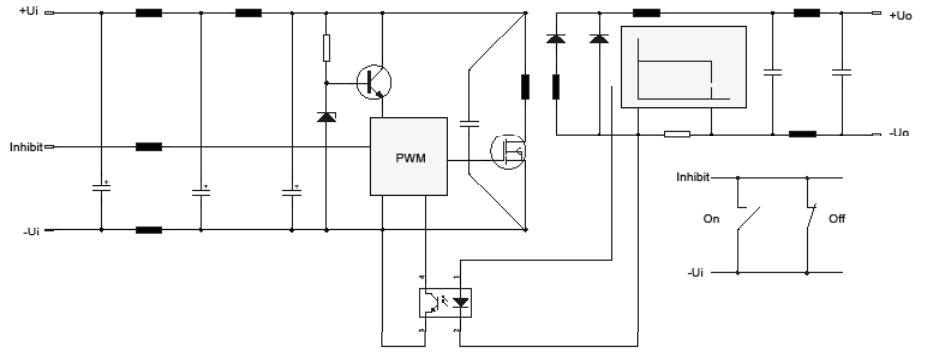 +Ui
+Uo
Inhibit
PWM
-Uo
Inhibit
On
Off
-Ui
-Ui
4
1
3
2